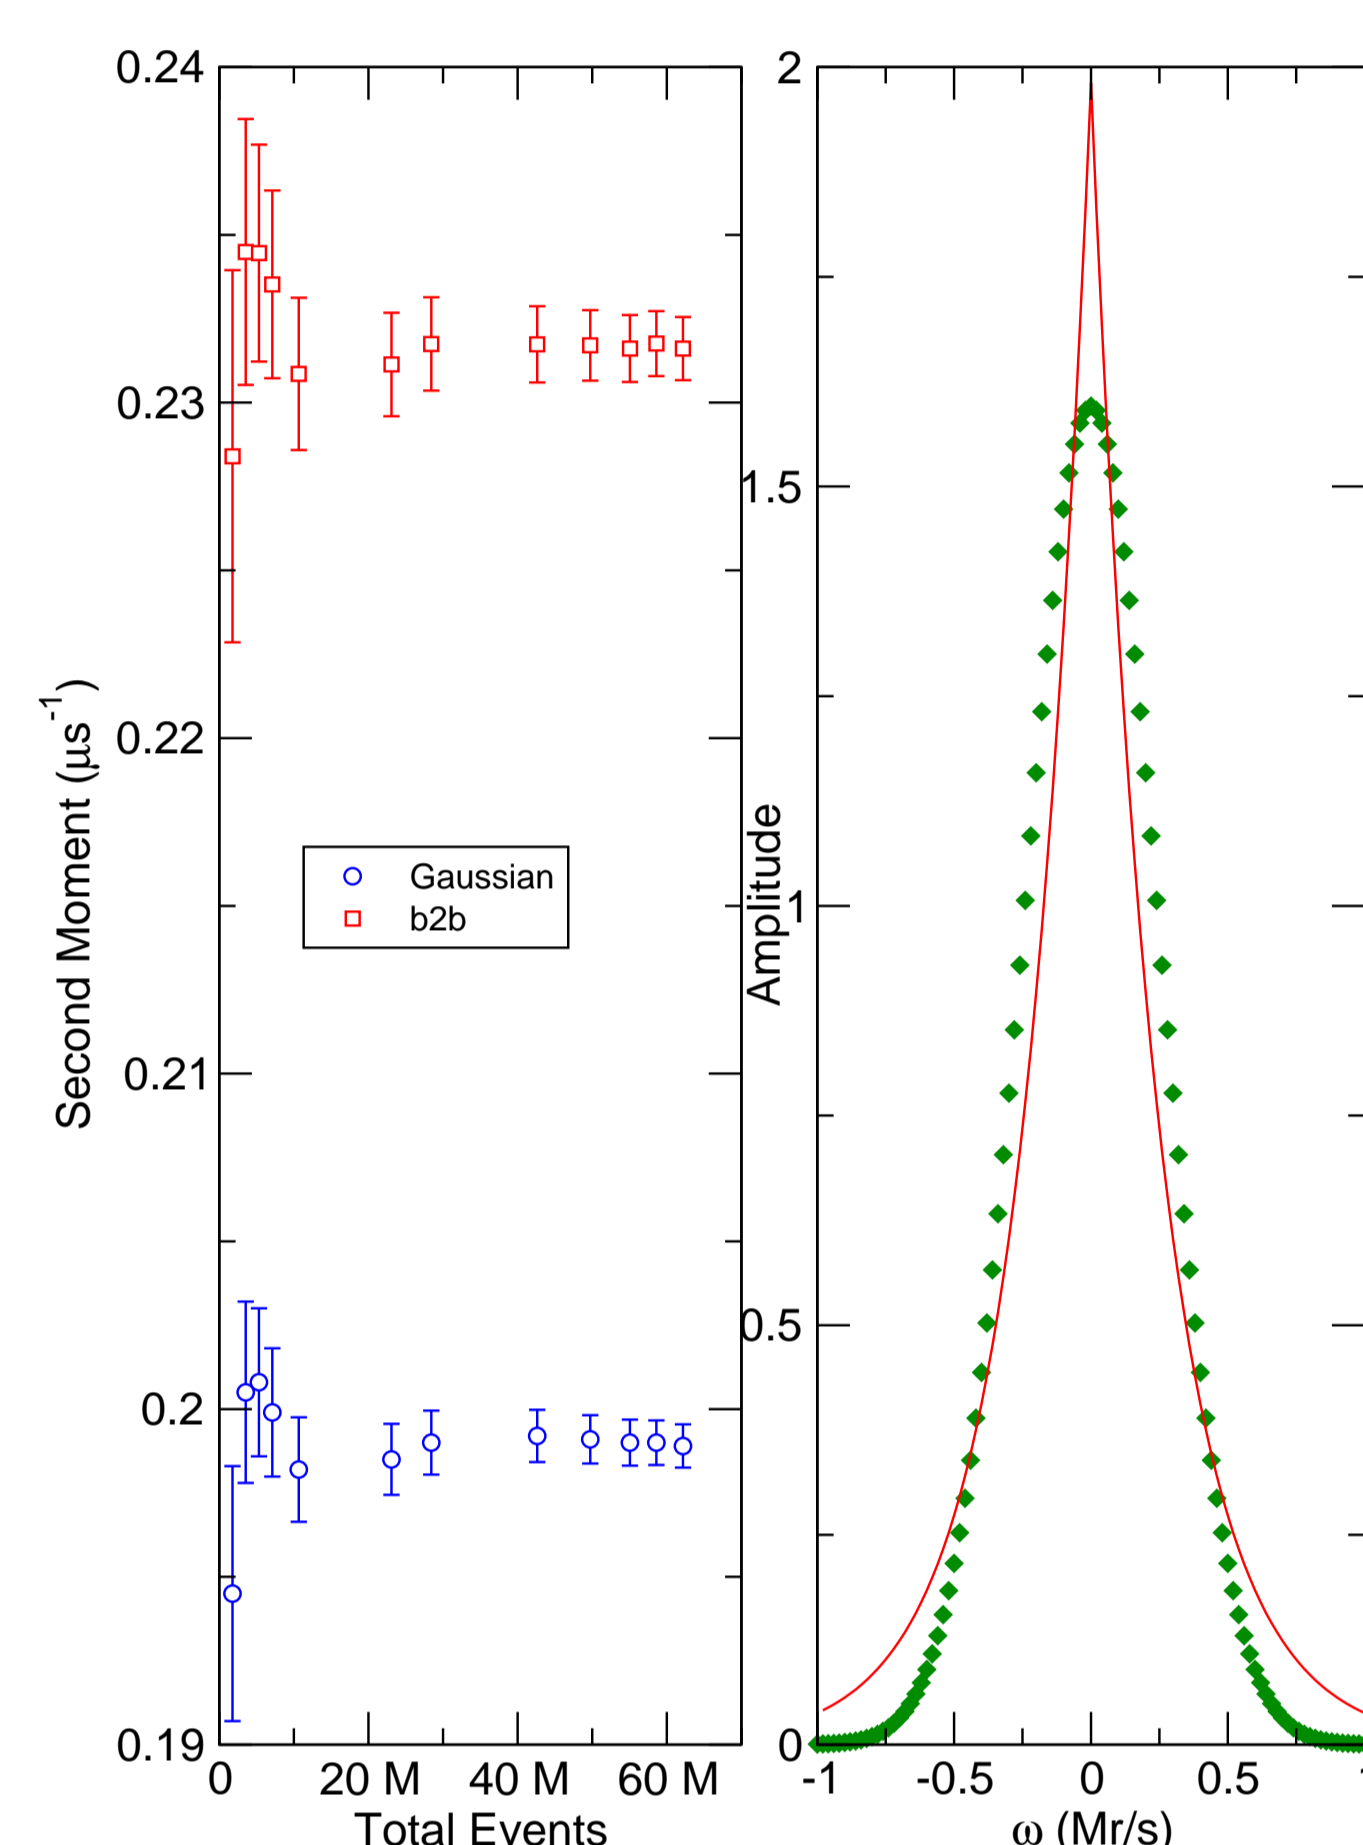 0.24
0.23
0.22
0.21
0.2
0.19
Second Moment (μs-1)
Gaussian
b2b
0 20 M 40 M 60 M
Total Events
2
1.5
1
0.5
0
Amplitude
-1 -0.5 0 0.5
ω (Mr/s)